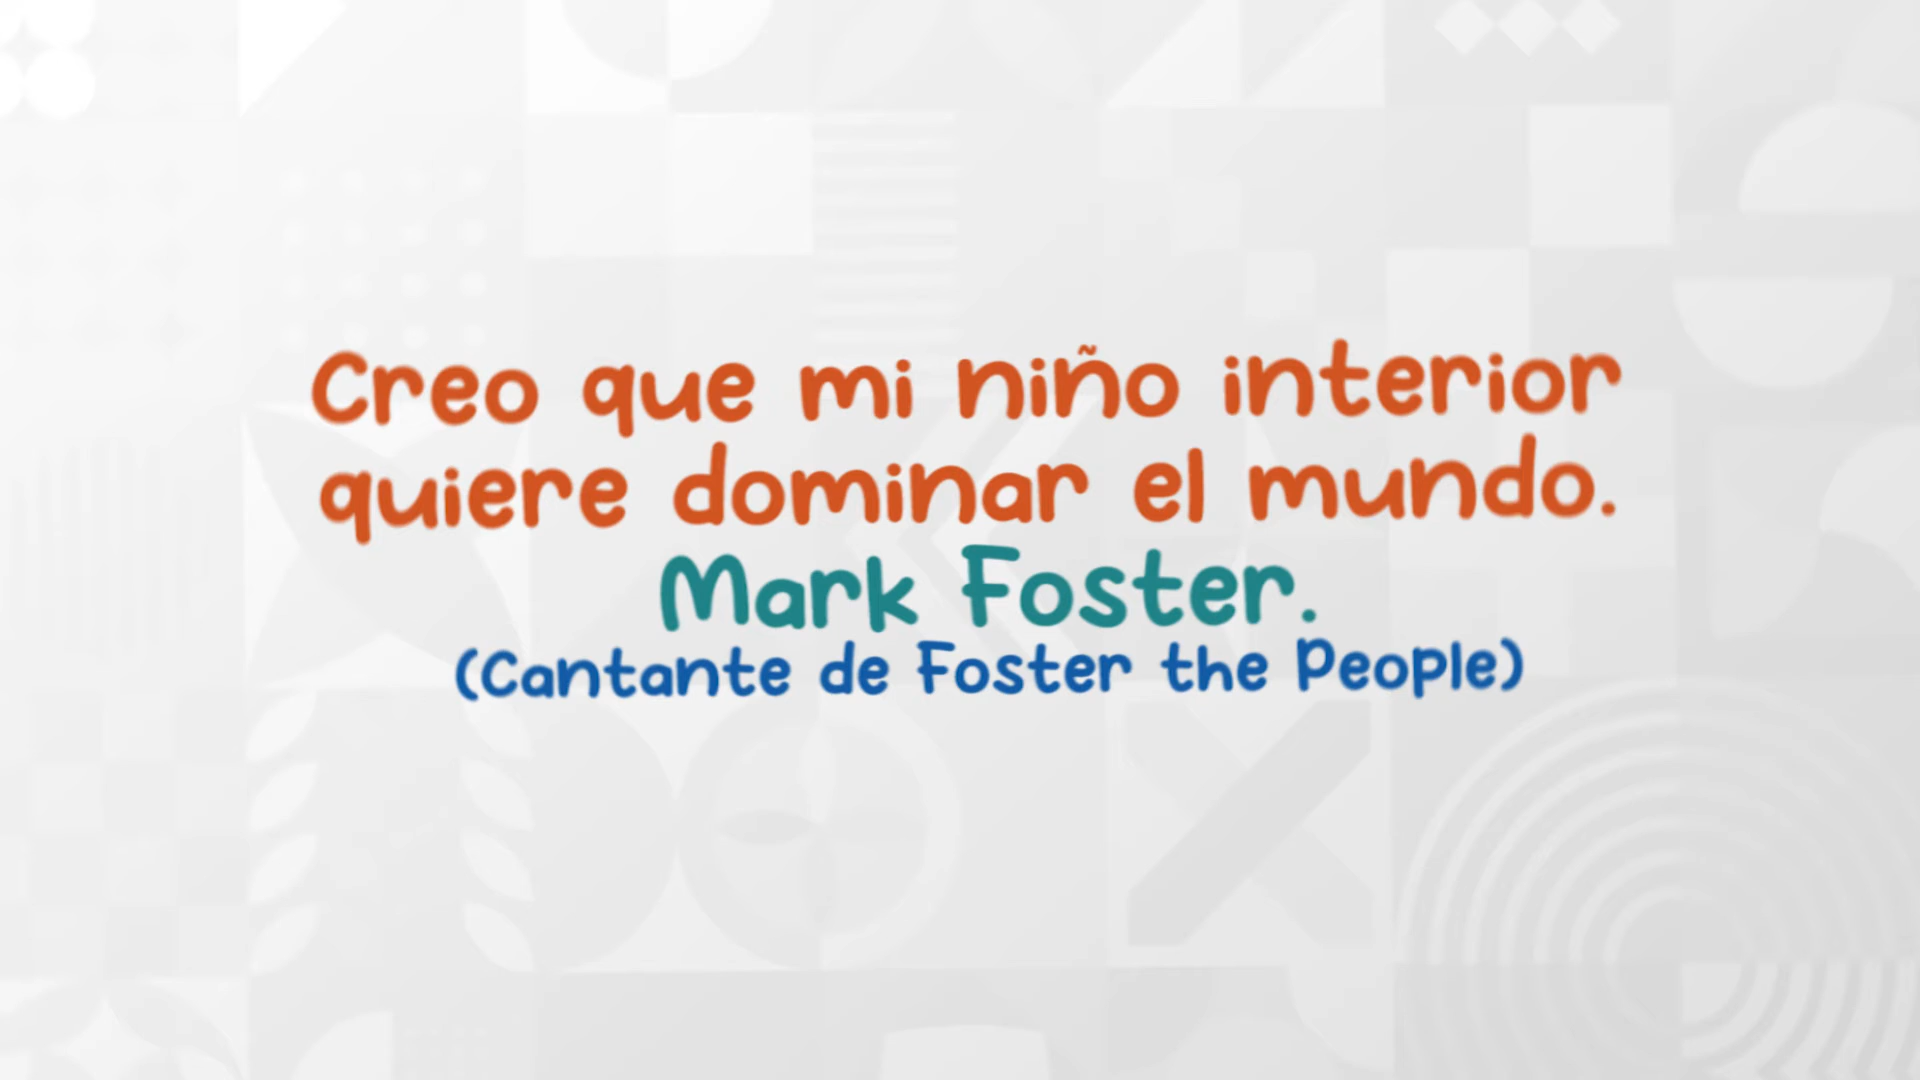 Creo que mi niño interior
quiere dominar el mundo.
Mark Foster.
(Cantante de Foster the People)